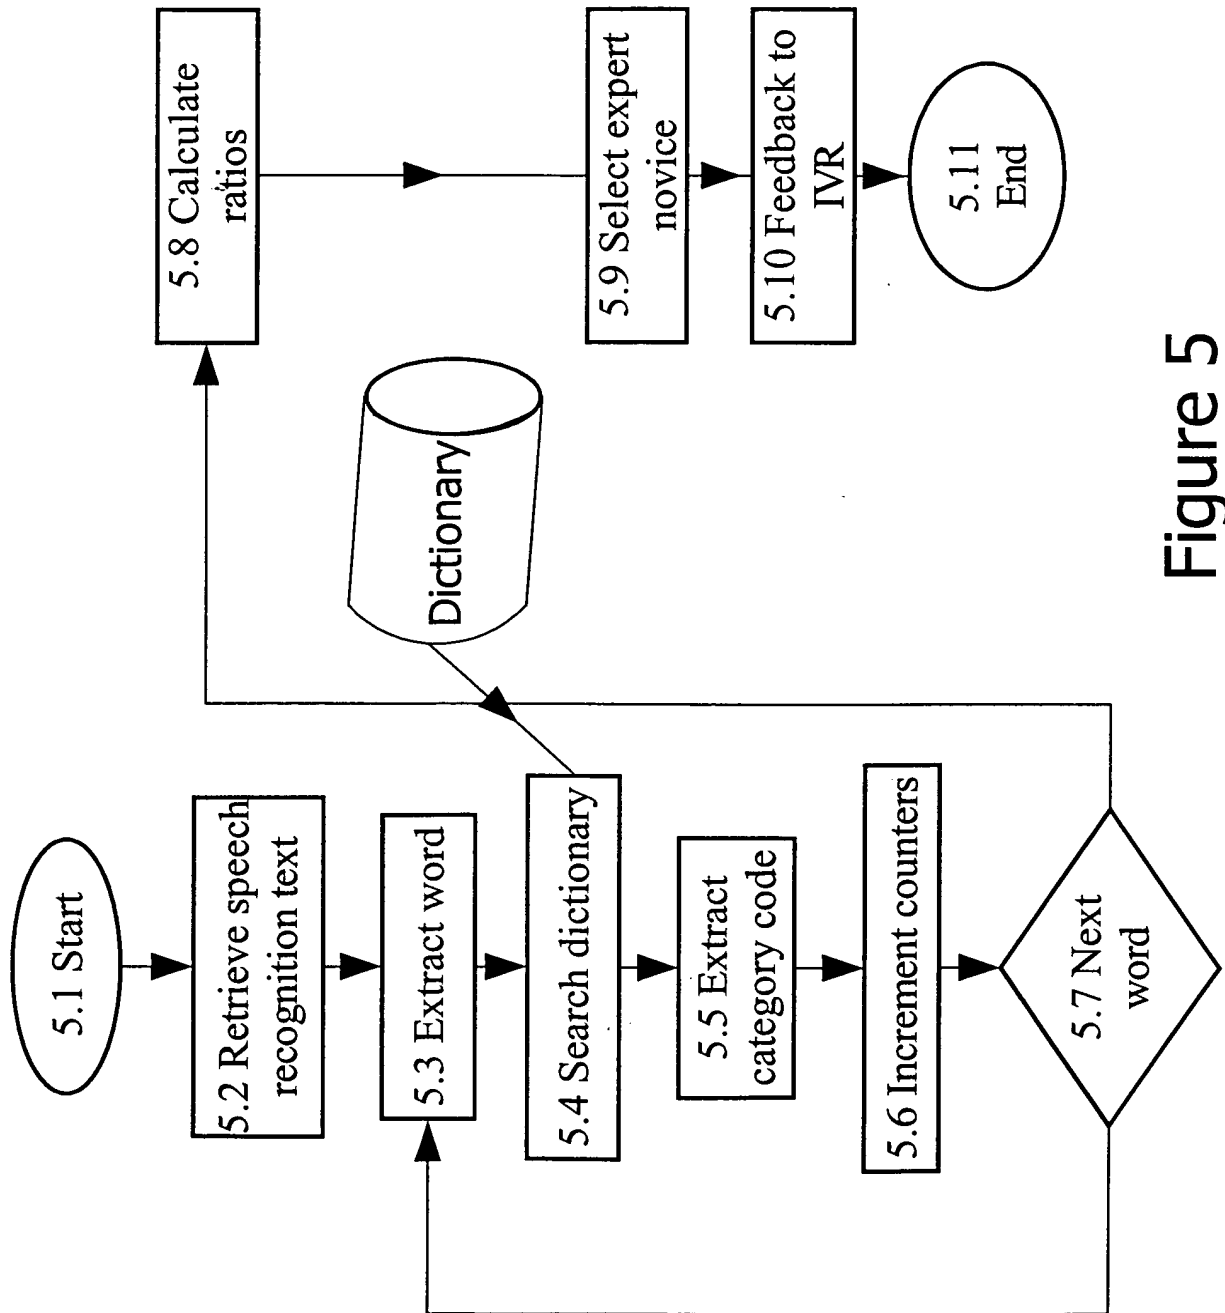 5.1 Start
5.2 Retrieve speech
recognition text
5.3 Extract word
5.4 Search dictionary
5.5 Extract
category code
5.6 Increment counters
5.7 Next
word
Dictionary
5.8 Calculate
ratios
5.9 Select expert
novice
5.10 Feedback to
IVR
5.11
End
Figure 5